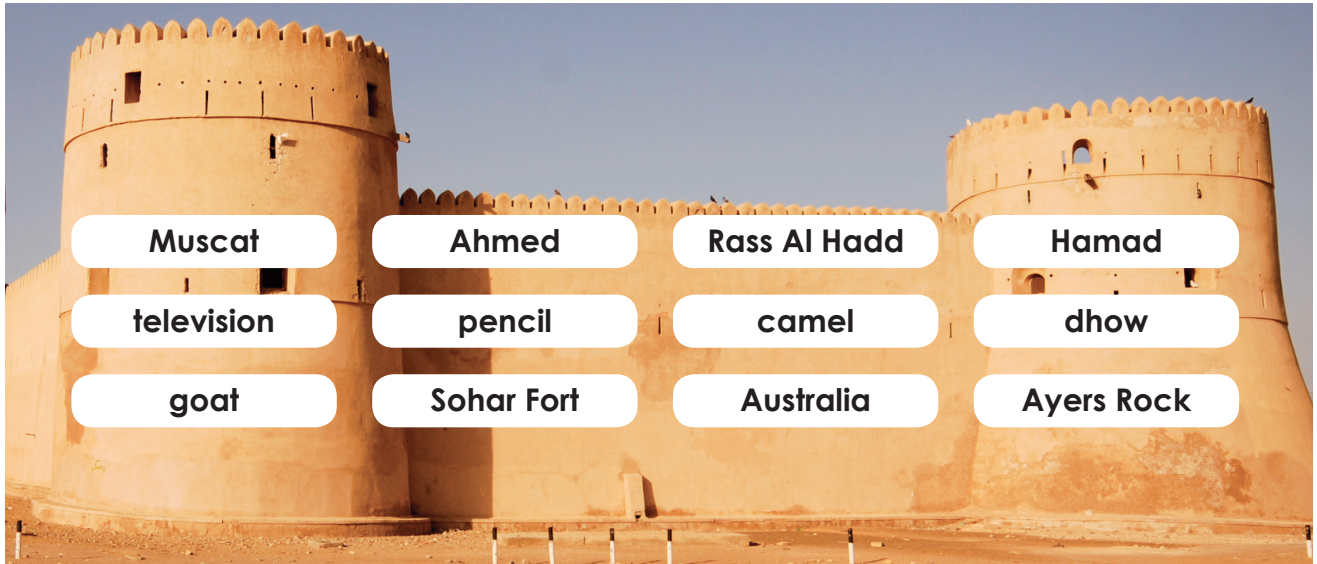 Muscat Ahmed Rass Al Hadd Hamad
television pencil camel dhow
goat Sohar Fort Australia Ayers Rock